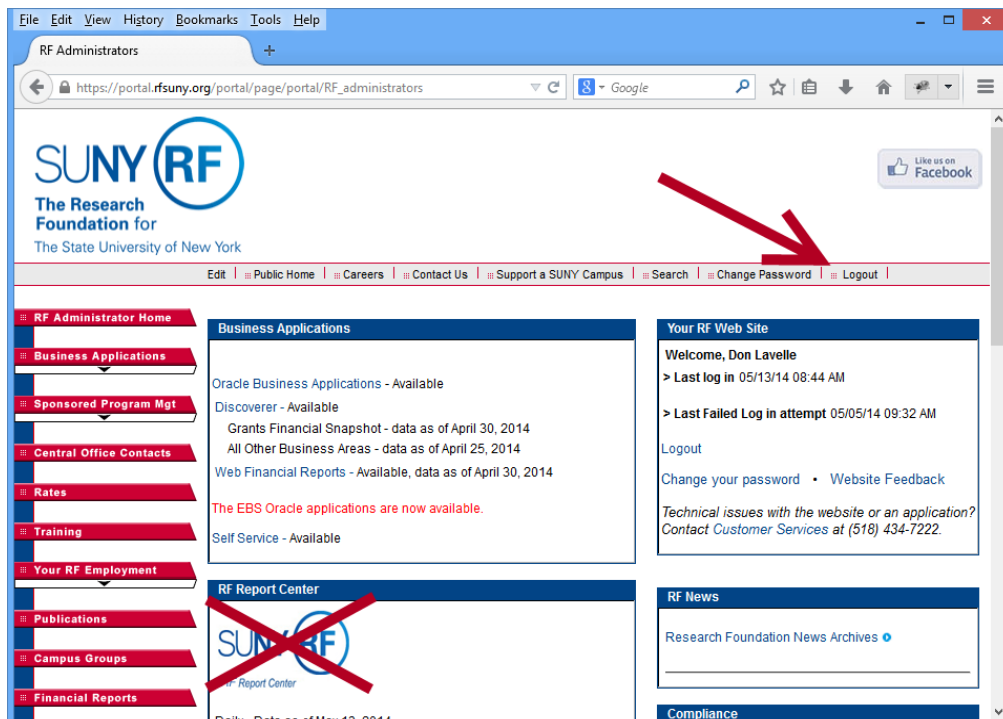 File Edit View History Bookmarks Tools Help
RF Administrators
https://portal.rfsuny.org/portal/page/portal/RF_administrators
Google
SUNY RF
The Research
Foundation for
The State University of New York
Like us on
Facebook
Edit | Public Home | Careers | Contact Us | Support a SUNY Campus | Search | Change Password | Logout |
RF Administrator Home
Business Applications
Sponsored Program Mgt
Central Office Contacts
Rates
Training
Your RF Employment
Publications
Campus Groups
Financial Reports
Business Applications
Oracle Business Applications - Available
Discoverer - Available
Grants Financial Snapshot - data as of April 30, 2014
All Other Business Areas - data as of April 25, 2014
Web Financial Reports - Available, data as of April 30, 2014
The EBS Oracle applications are now available.
Self Service - Available
RF Report Center
SUNY RF
RF Report Center
Daily - Data as of May 13, 2014
Your RF Web Site
Welcome, Don Lavelle
> Last log in 05/13/14 08:44 AM
> Last Failed Log in attempt 05/05/14 09:32 AM
Logout
Change your password • Website Feedback
Technical issues with the website or an application?
Contact Customer Services at (518) 434-7222.
RF News
Research Foundation News Archives
Compliance